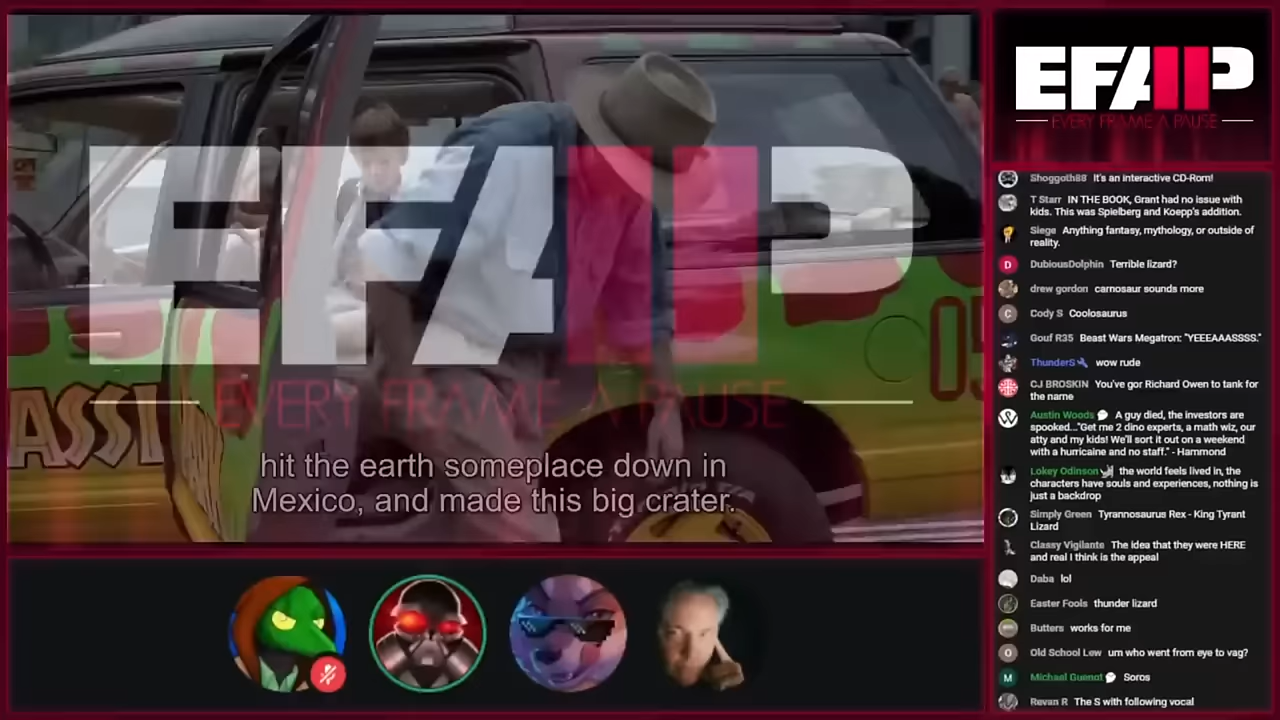 EFAP
EVERY FRAME A PAUSE
ASSI
05
hit the earth someplace down in
Mexico, and made this big crater.
EFAP
EVERY FRAME A PAUSE
Shoggoth88 It's an interactive CD-Rom!
T Starr IN THE BOOK, Grant had no issue with
kids. This was Spielberg and Koepp's addition.
Siege Anything fantasy, mythology, or outside of
reality.
D
DubiousDolphin Terrible lizard?
drew gordon carnosaur sounds more
C
Cody S Coolosaurus
Gouf R35 Beast Wars Megatron: "YEEEAAASSSS."
ThunderS wow rude
CJ BROSKIN You've gor Richard Owen to tank for
the name
Austin Woods A guy died, the investors are
spooked..."Get me 2 dino experts, a math wiz, our
atty and my kids! We'll sort it out on a weekend
with a hurricane and no staff." - Hammond
Lokey Odinson the world feels lived in, the
characters have souls and experiences, nothing is
just a backdrop
Simply Green Tyrannosaurus Rex - King Tyrant
Lizard
Classy Vigilante The idea that they were HERE
and real I think is the appeal
Daba lol
Easter Fools thunder lizard
Butters works for me
O
Old School Lew um who went from eye to vag?
M
Michael Guenot Soros
Revan R The S with following vocal